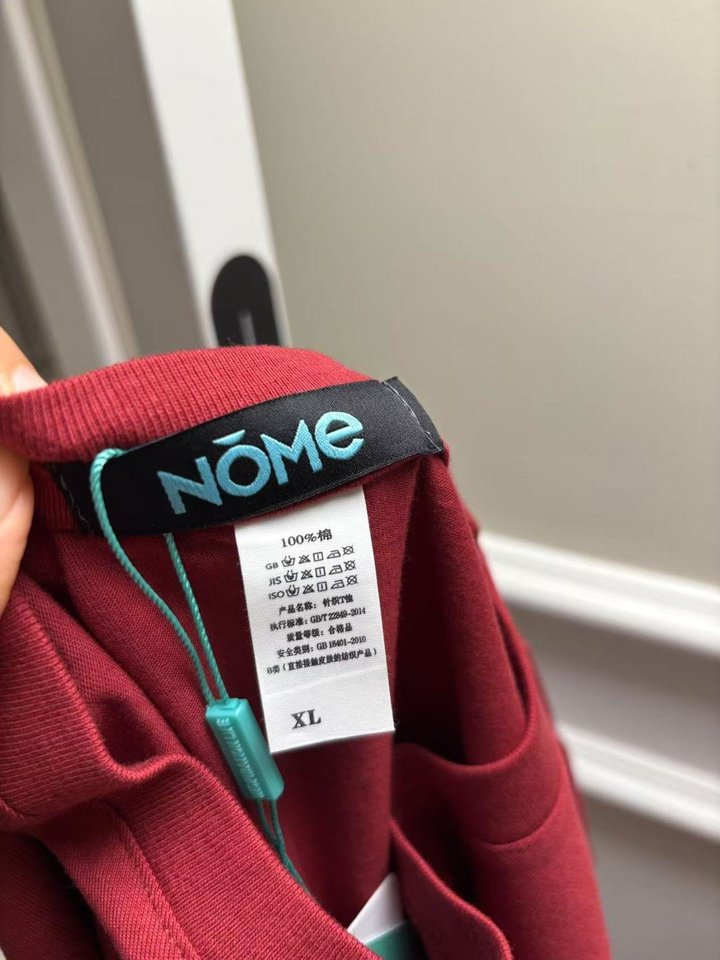 NŌMe
100%棉
GB
JIS
ISO
产品名称：针织T恤
执行标准：GB/T 22849-2014
质量等级：合格品
安全类别：GB 18401-2010
B类（直接接触皮肤的纺织产品）
XL